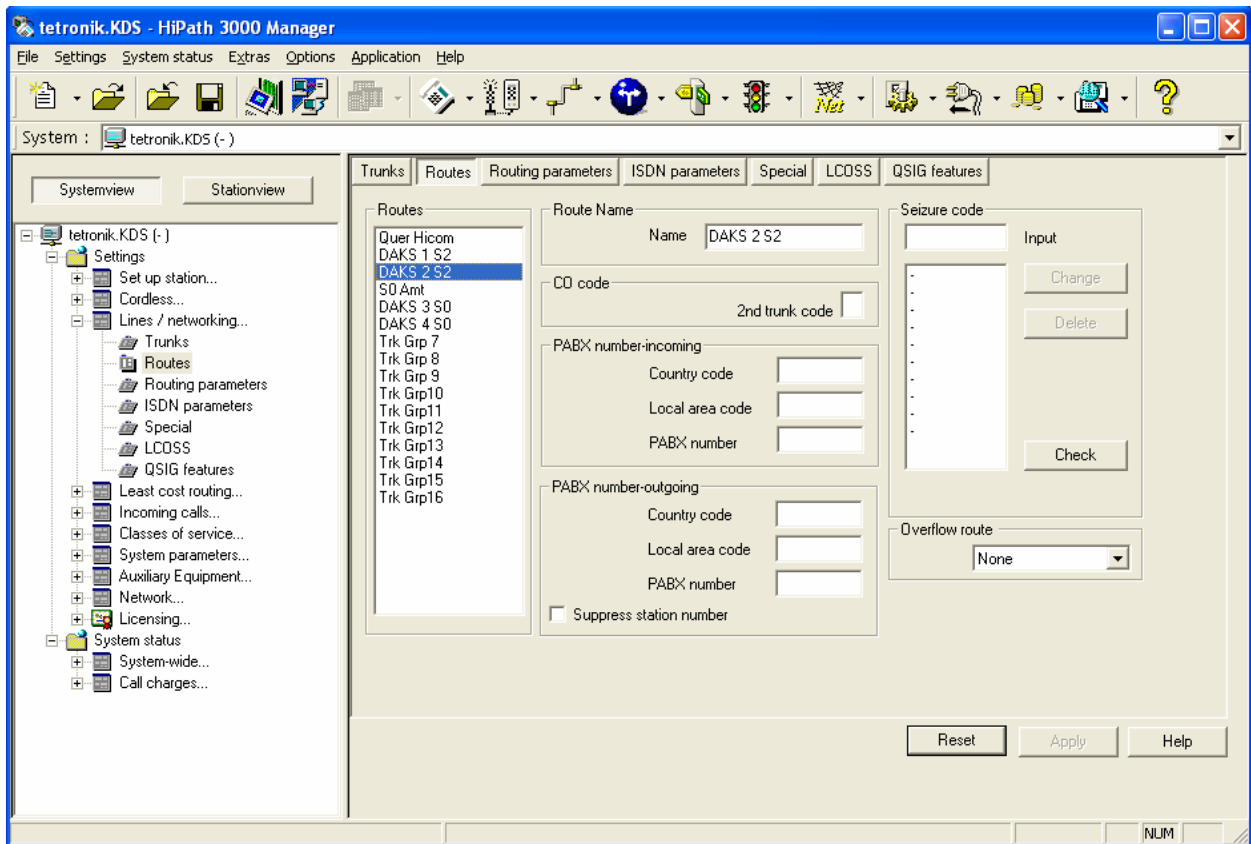 tetronik.KDS - HiPath 3000 Manager
File Settings System status Extras Options Application Help
Net
System : tetronik.KDS (- )
Systemview Stationview
tetronik.KDS (- )
Settings
Set up station...
Cordless...
Lines / networking...
Trunks
Routes
Routing parameters
ISDN parameters
Special
LCOSS
QSIG features
Least cost routing...
Incoming calls...
Classes of service...
System parameters...
Auxiliary Equipment...
Network...
Licensing...
System status
System-wide...
Call charges...
Trunks Routes Routing parameters ISDN parameters Special LCOSS QSIG features
Routes
Quer Hicom
DAKS 1 S2
DAKS 2 S2
S0 Amt
DAKS 3 S0
DAKS 4 S0
Trk Grp 7
Trk Grp 8
Trk Grp 9
Trk Grp10
Trk Grp11
Trk Grp12
Trk Grp13
Trk Grp14
Trk Grp15
Trk Grp16
Route Name
Name DAKS 2 S2
CO code
2nd trunk code
PABX number-incoming
Country code
Local area code
PABX number
PABX number-outgoing
Country code
Local area code
PABX number
Suppress station number
Seizure code
Input
-
-
-
-
-
-
-
-
-
-
Change
Delete
Check
Overflow route
None
Reset Apply Help
NUM